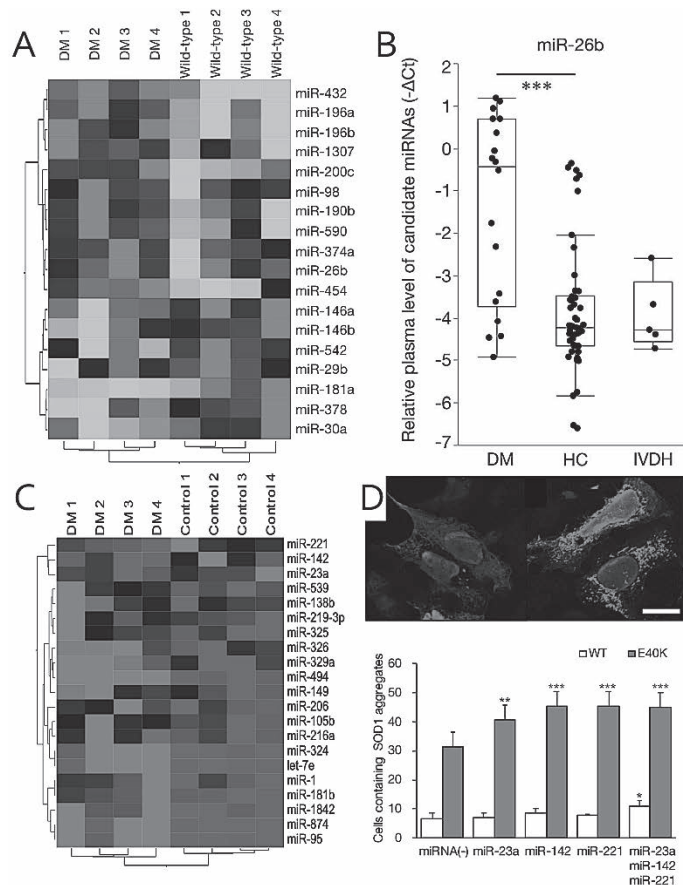 A
DM 1
DM 2
DM 3
DM 4
Wild-type 1
Wild-type 2
Wild-type 3
Wild-type 4
miR-432
miR-196a
miR-196b
miR-1307
miR-200c
miR-98
miR-190b
miR-590
miR-374a
miR-26b
miR-454
miR-146a
miR-146b
miR-542
miR-29b
miR-181a
miR-378
miR-30a
B
miR-26b
***
Relative plasma level of candidate miRNAs (-ΔCt)
2
1
0
-1
-2
-3
-4
-5
-6
-7
DM HC IVDH
C
DM 1
DM 2
DM 3
DM 4
Control 1
Control 2
Control 3
Control 4
miR-221
miR-142
miR-23a
miR-539
miR-138b
miR-219-3p
miR-325
miR-326
miR-329a
miR-494
miR-149
miR-206
miR-105b
miR-216a
miR-324
let-7e
miR-1
miR-181b
miR-1842
miR-874
miR-95
D
WT E40K
Cells containing SOD1 aggregates
60
50
40
30
20
10
0
** *** *** ***
*
miRNA(-) miR-23a miR-142 miR-221 miR-23a
miR-142
miR-221